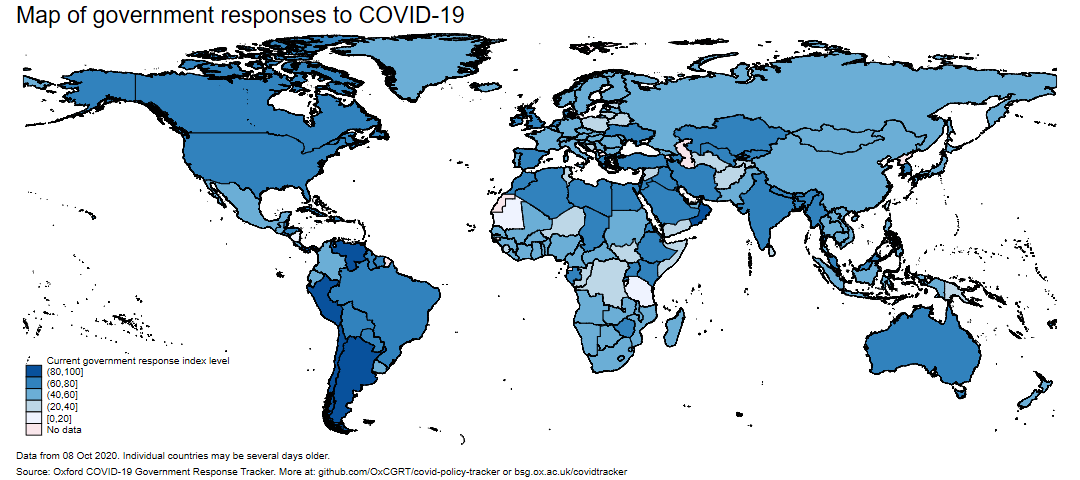 Map of government responses to COVID-19
Current government response index level
(80,100]
(60,80]
(40,60]
(20,40]
[0,20]
No data
Data from 08 Oct 2020. Individual countries may be several days older.
Source: Oxford COVID-19 Government Response Tracker. More at: github.com/OxCGRT/covid-policy-tracker or bsg.ox.ac.uk/covidtracker